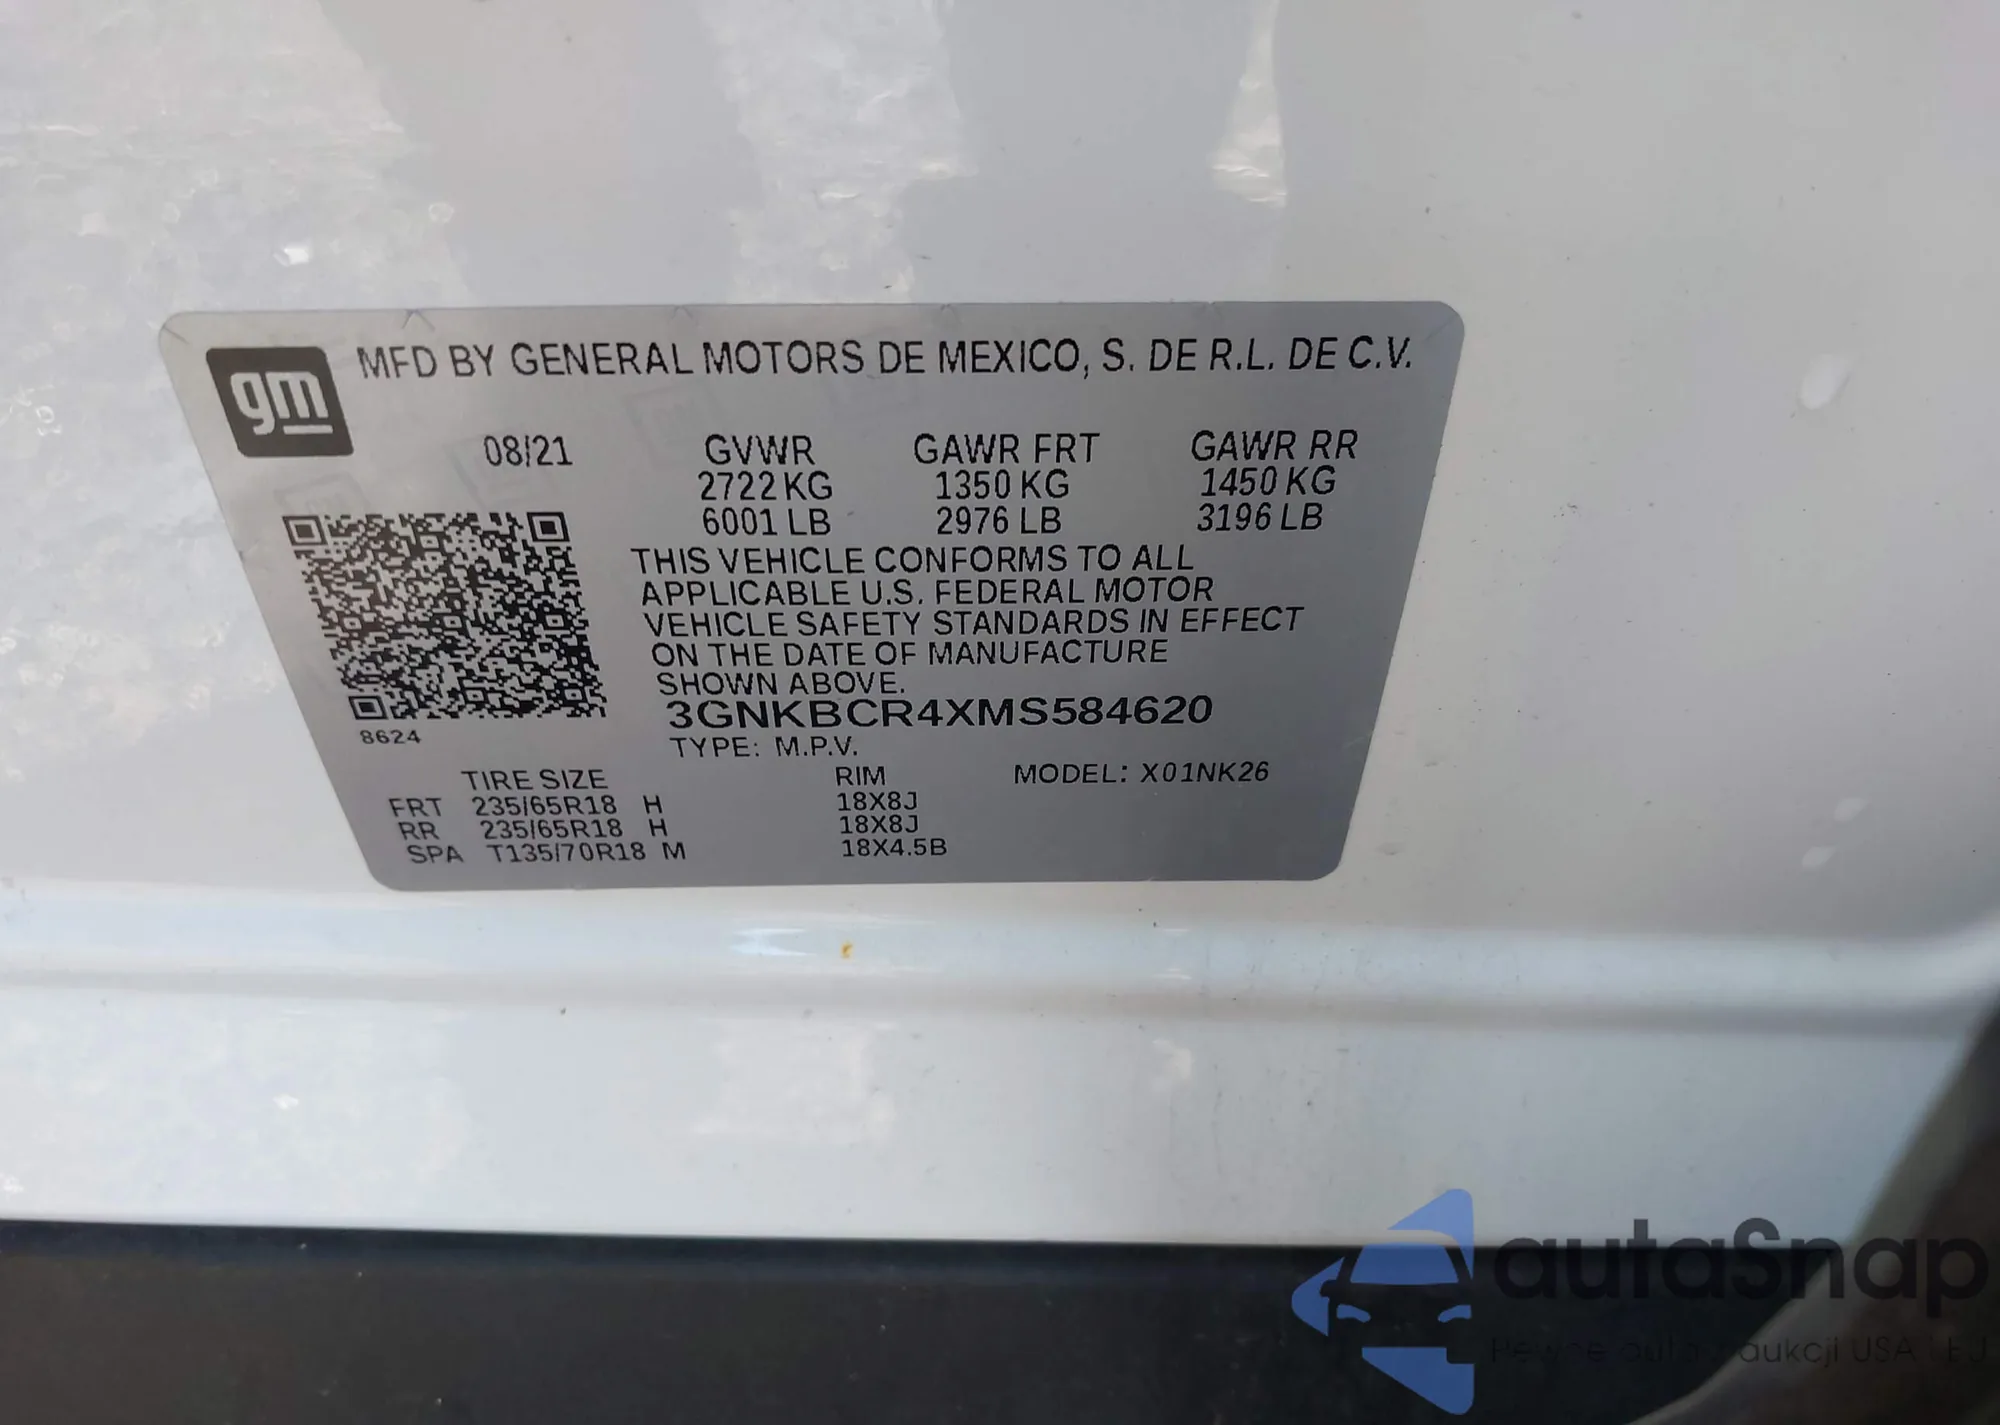 gm
MFD BY GENERAL MOTORS DE MEXICO, S. DE R.L. DE C.V.
08/21 GVWR GAWR FRT GAWR RR
2722 KG 1350 KG 1450 KG
6001 LB 2976 LB 3196 LB
THIS VEHICLE CONFORMS TO ALL
APPLICABLE U.S. FEDERAL MOTOR
VEHICLE SAFETY STANDARDS IN EFFECT
ON THE DATE OF MANUFACTURE
SHOWN ABOVE.
3GNKBCR4XMS584620
8624
TYPE: M.P.V.
TIRE SIZE RIM MODEL: X01NK26
FRT 235/65R18 H 18X8J
RR 235/65R18 H 18X8J
SPA T135/70R18 M 18X4.5B
autaSnap
aukcji USA